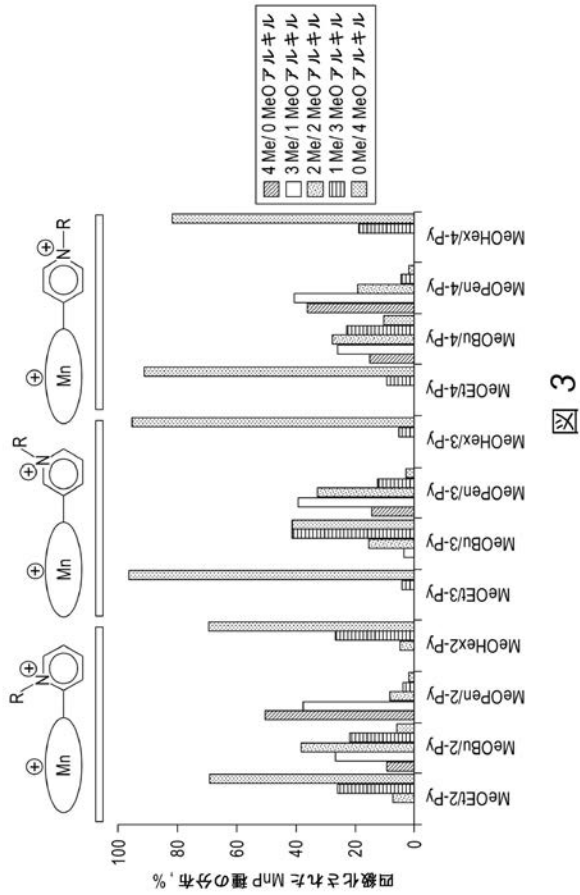 R
N
⊕
Mn
⊕
R
N
⊕
Mn
⊕
N—R
⊕
Mn
⊕
4 Me/ 0 MeO アルキル
3 Me/ 1 MeO アルキル
2 Me/ 2 MeO アルキル
1 Me/ 3 MeO アルキル
0 Me/ 4 MeO アルキル
四級化された MnP 種の分布, %
100
80
60
40
20
0
MeOEt/2-Py
MeOBu/2-Py
MeOPen/2-Py
MeOHex2-Py
MeOEt/3-Py
MeOBu/3-Py
MeOPen/3-Py
MeOHex/3-Py
MeOEt/4-Py
MeOBu/4-Py
MeOPen/4-Py
MeOHex/4-Py
図 3